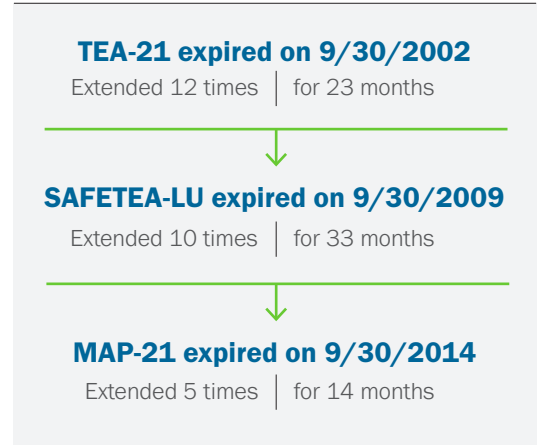 TEA-21 expired on 9/30/2002
Extended 12 times | for 23 months
SAFETEA-LU expired on 9/30/2009
Extended 10 times | for 33 months
MAP-21 expired on 9/30/2014
Extended 5 times | for 14 months